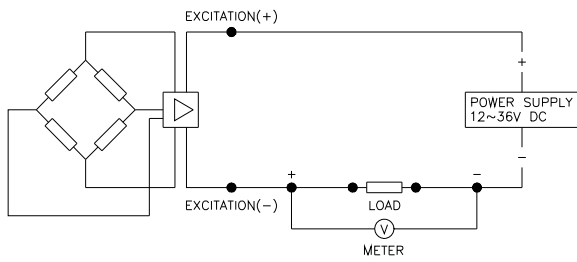 EXCITATION(+)
+
POWER SUPPLY
12~36V DC
−
+
−
EXCITATION(−)
LOAD
V
METER